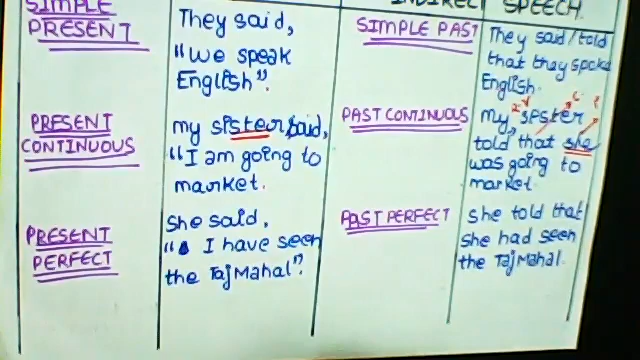 SIMPLE
PRESENT
They said,
"we speak
English".
SIMPLE PAST
INDIRECT SPEECH.
They said/told
that they spoke
English.
PRESENT
CONTINUOUS
my sister said,
"I am going to
market.
PAST CONTINUOUS
my sister
told that she
was going to
market.
PRESENT
PERFECT
she said,
" I have seen
the TajMahal".
PAST PERFECT
she told that
she had seen
the TajMahal.